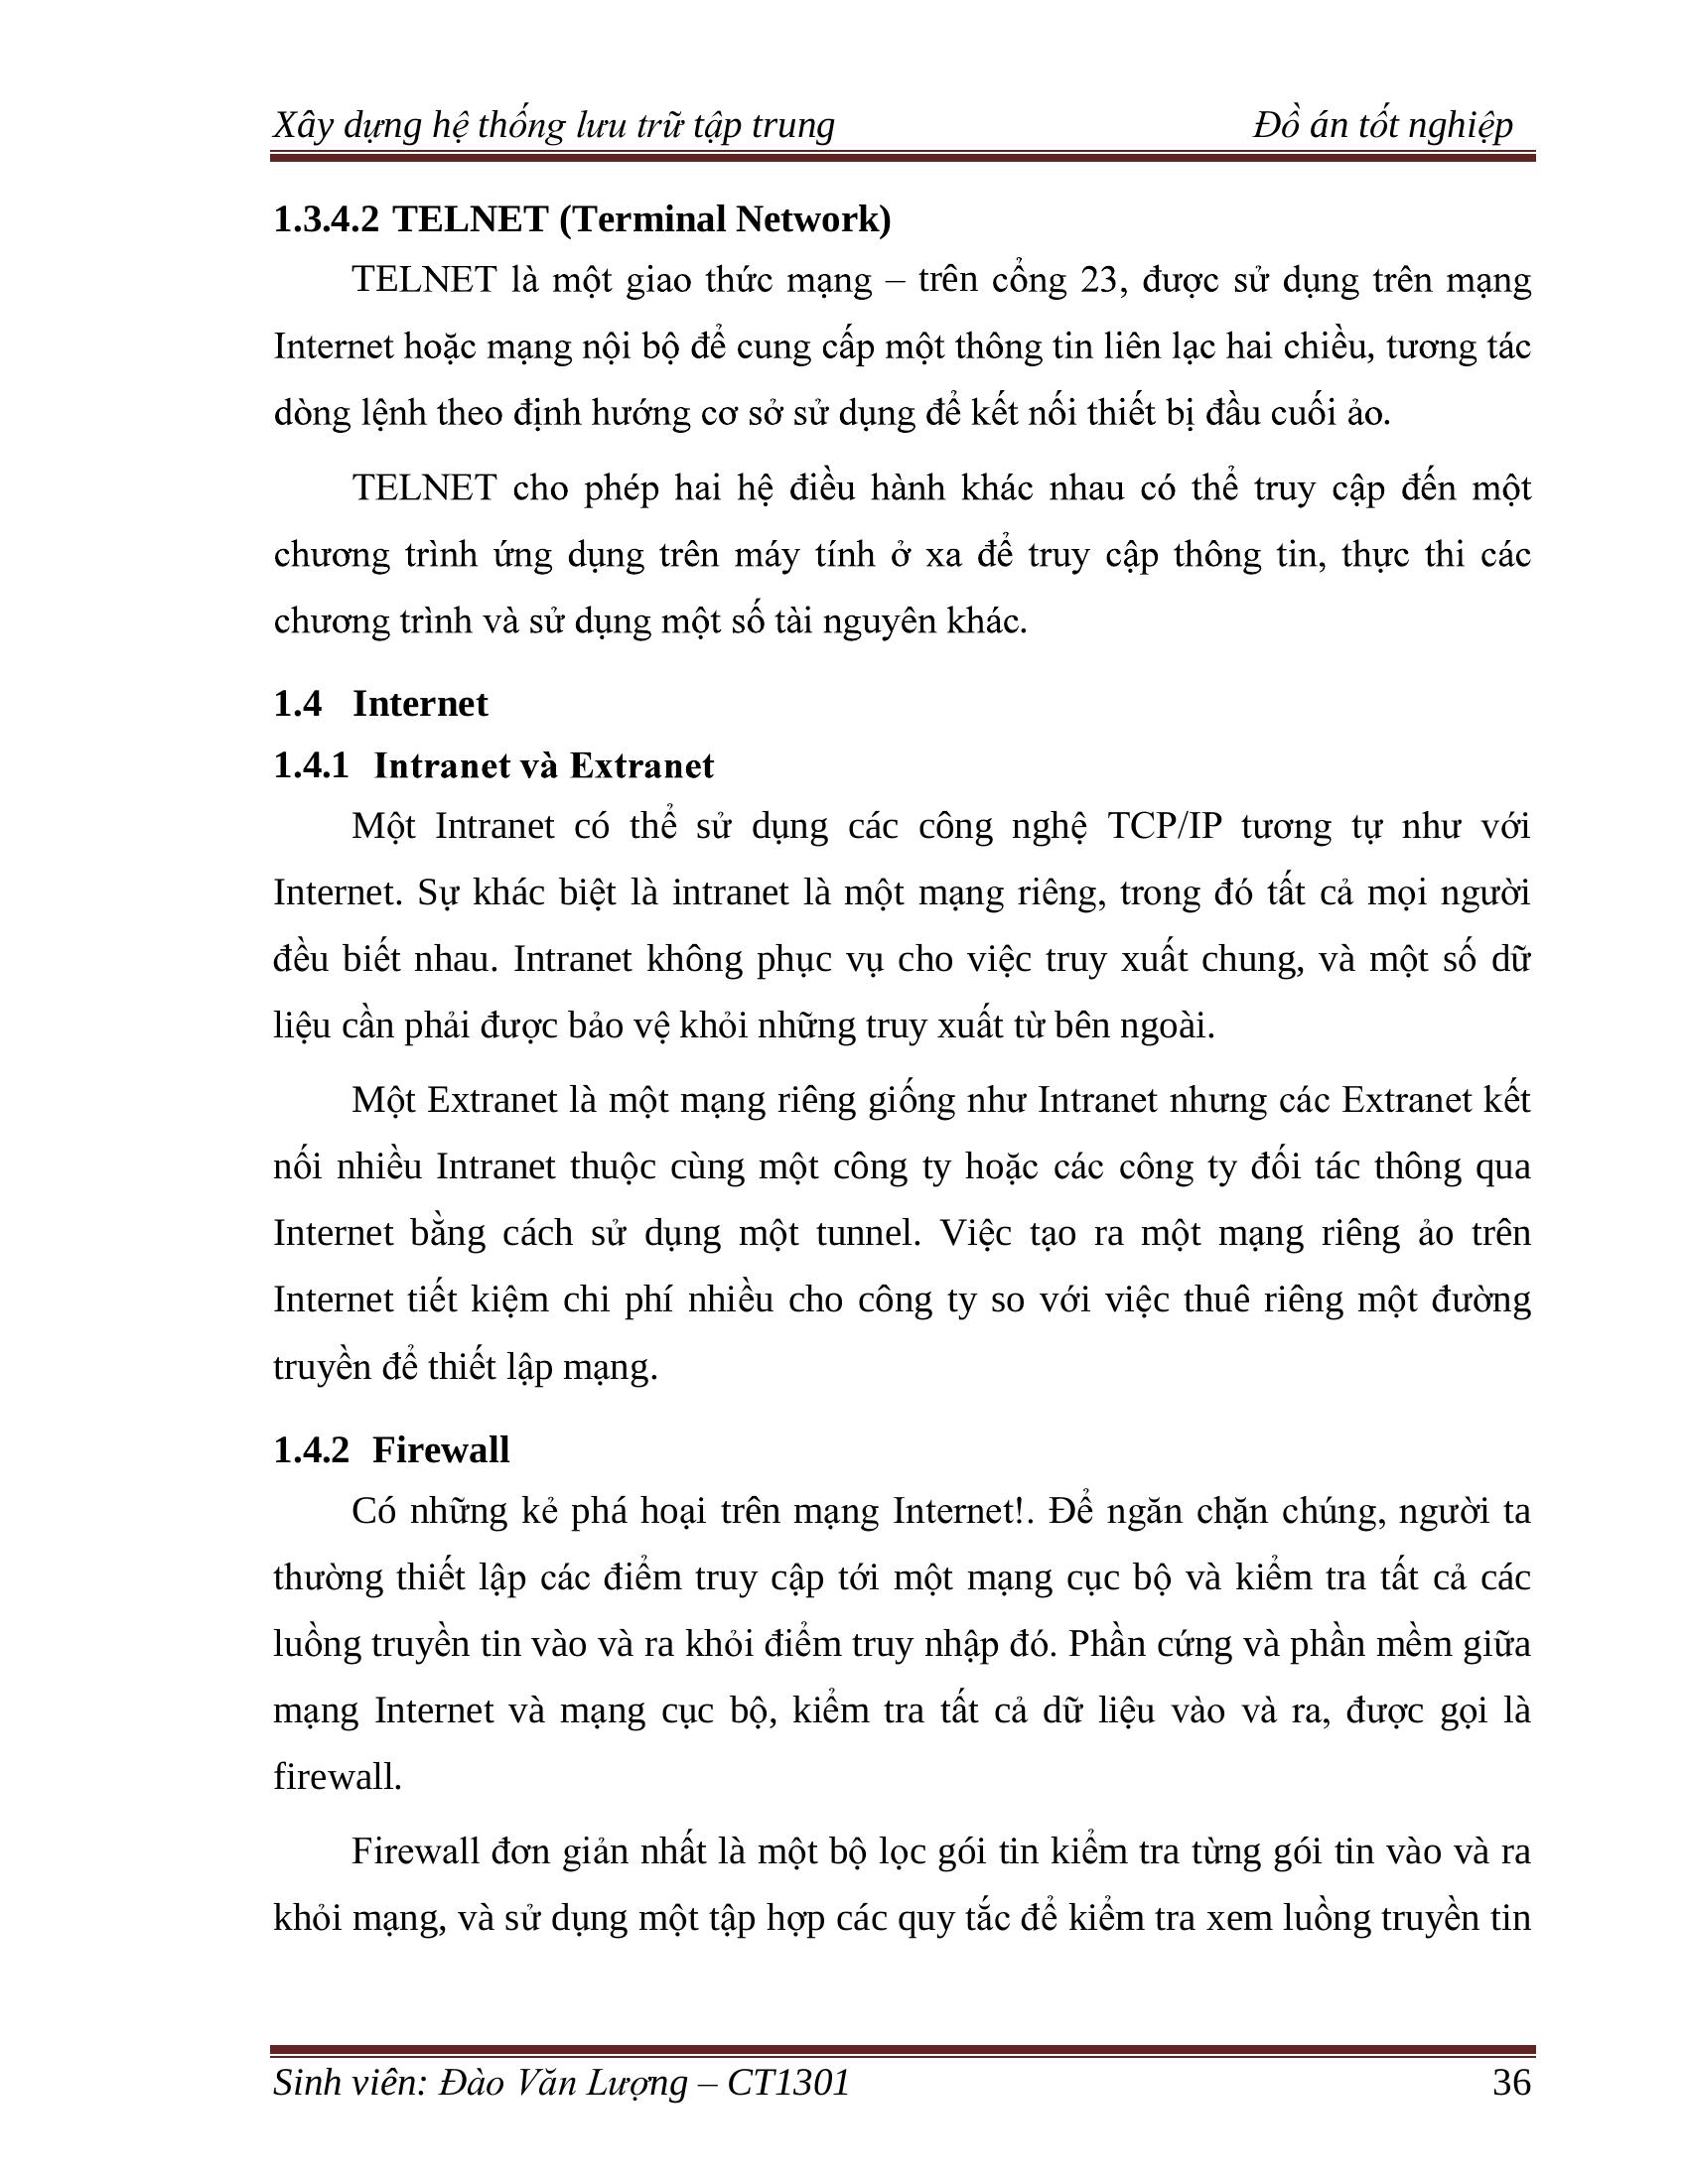 Xây dựng hệ thống lưu trữ tập trung Đồ án tốt nghiệp
1.3.4.2 TELNET (Terminal Network)
TELNET là một giao thức mạng – trên cổng 23, được sử dụng trên mạng
Internet hoặc mạng nội bộ để cung cấp một thông tin liên lạc hai chiều, tương tác
dòng lệnh theo định hướng cơ sở sử dụng để kết nối thiết bị đầu cuối ảo.
TELNET cho phép hai hệ điều hành khác nhau có thể truy cập đến một
chương trình ứng dụng trên máy tính ở xa để truy cập thông tin, thực thi các
chương trình và sử dụng một số tài nguyên khác.
1.4 Internet
1.4.1 Intranet và Extranet
Một Intranet có thể sử dụng các công nghệ TCP/IP tương tự như với
Internet. Sự khác biệt là intranet là một mạng riêng, trong đó tất cả mọi người
đều biết nhau. Intranet không phục vụ cho việc truy xuất chung, và một số dữ
liệu cần phải được bảo vệ khỏi những truy xuất từ bên ngoài.
Một Extranet là một mạng riêng giống như Intranet nhưng các Extranet kết
nối nhiều Intranet thuộc cùng một công ty hoặc các công ty đối tác thông qua
Internet bằng cách sử dụng một tunnel. Việc tạo ra một mạng riêng ảo trên
Internet tiết kiệm chi phí nhiều cho công ty so với việc thuê riêng một đường
truyền để thiết lập mạng.
1.4.2 Firewall
Có những kẻ phá hoại trên mạng Internet!. Để ngăn chặn chúng, người ta
thường thiết lập các điểm truy cập tới một mạng cục bộ và kiểm tra tất cả các
luồng truyền tin vào và ra khỏi điểm truy nhập đó. Phần cứng và phần mềm giữa
mạng Internet và mạng cục bộ, kiểm tra tất cả dữ liệu vào và ra, được gọi là
firewall.
Firewall đơn giản nhất là một bộ lọc gói tin kiểm tra từng gói tin vào và ra
khỏi mạng, và sử dụng một tập hợp các quy tắc để kiểm tra xem luồng truyền tin
Sinh viên: Đào Văn Lượng – CT1301 36